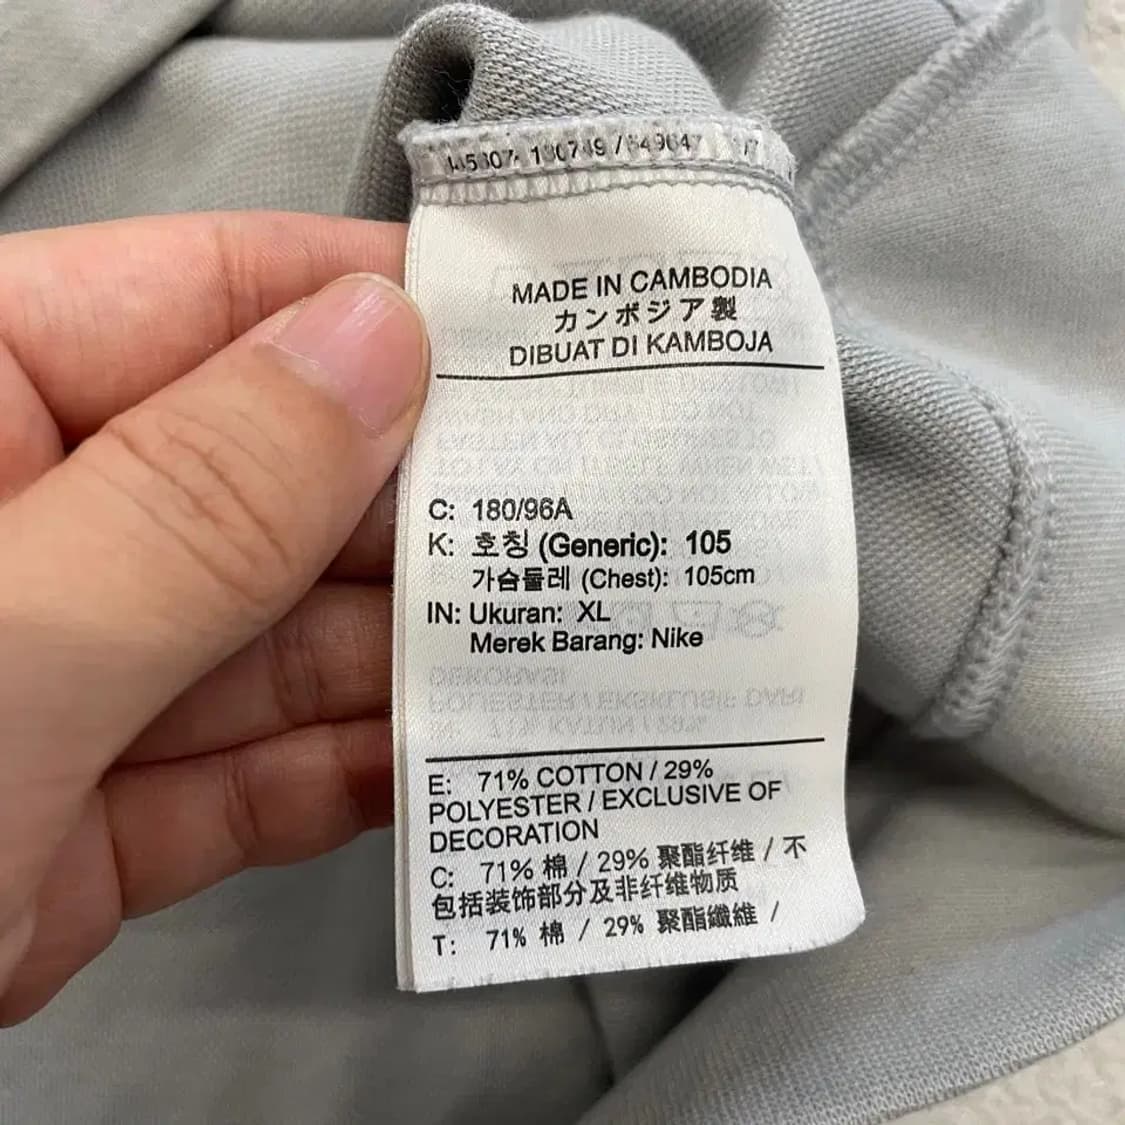 MADE IN CAMBODIA
カンボジア製
DIBUAT DI KAMBOJA
C: 180/96A
K: 호칭 (Generic): 105
가슴둘레 (Chest): 105cm
IN: Ukuran: XL
Merek Barang: Nike
E: 71% COTTON / 29%
POLYESTER / EXCLUSIVE OF
DECORATION
C: 71% 棉 / 29% 聚酯纤维 / 不
包括装饰部分及非纤维物质
T: 71% 棉 / 29% 聚酯纖維 /